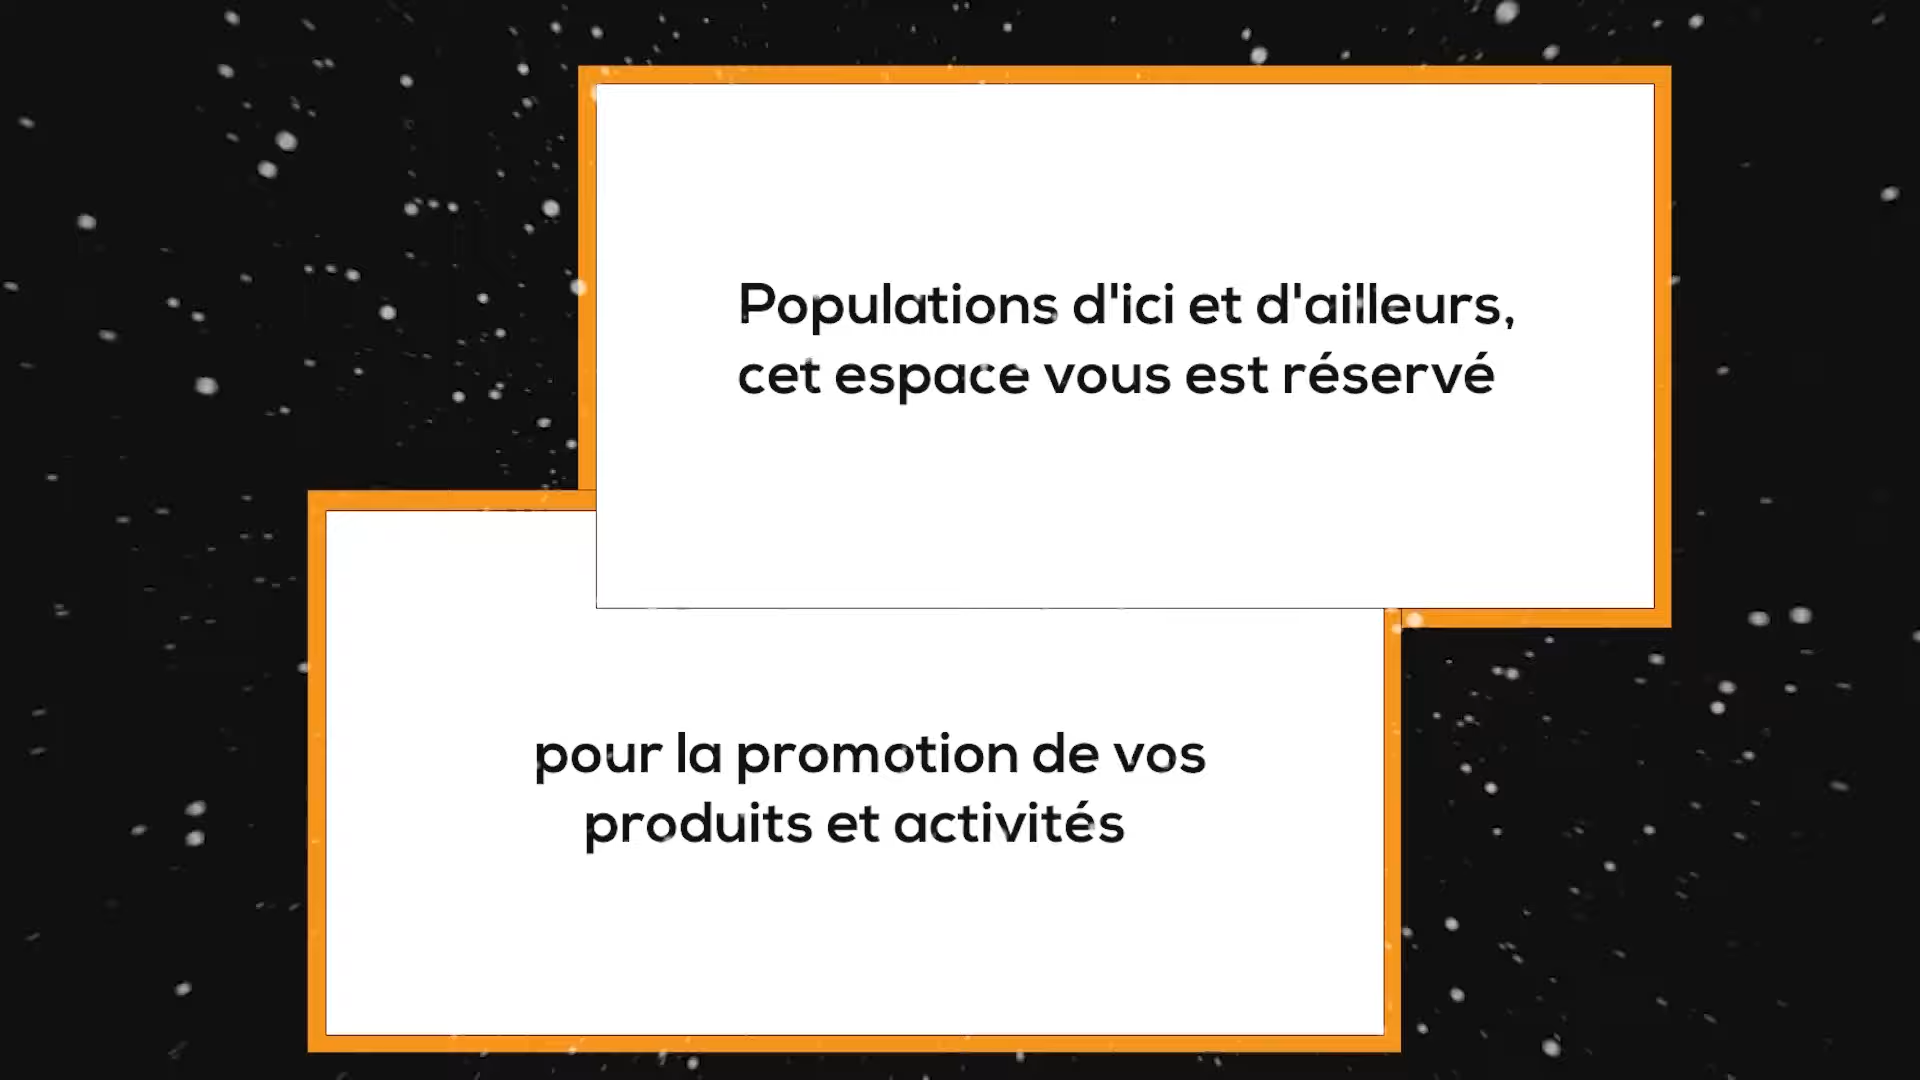 Populations d'ici et d'ailleurs,
cet espace vous est réservé
pour la promotion de vos
produits et activités